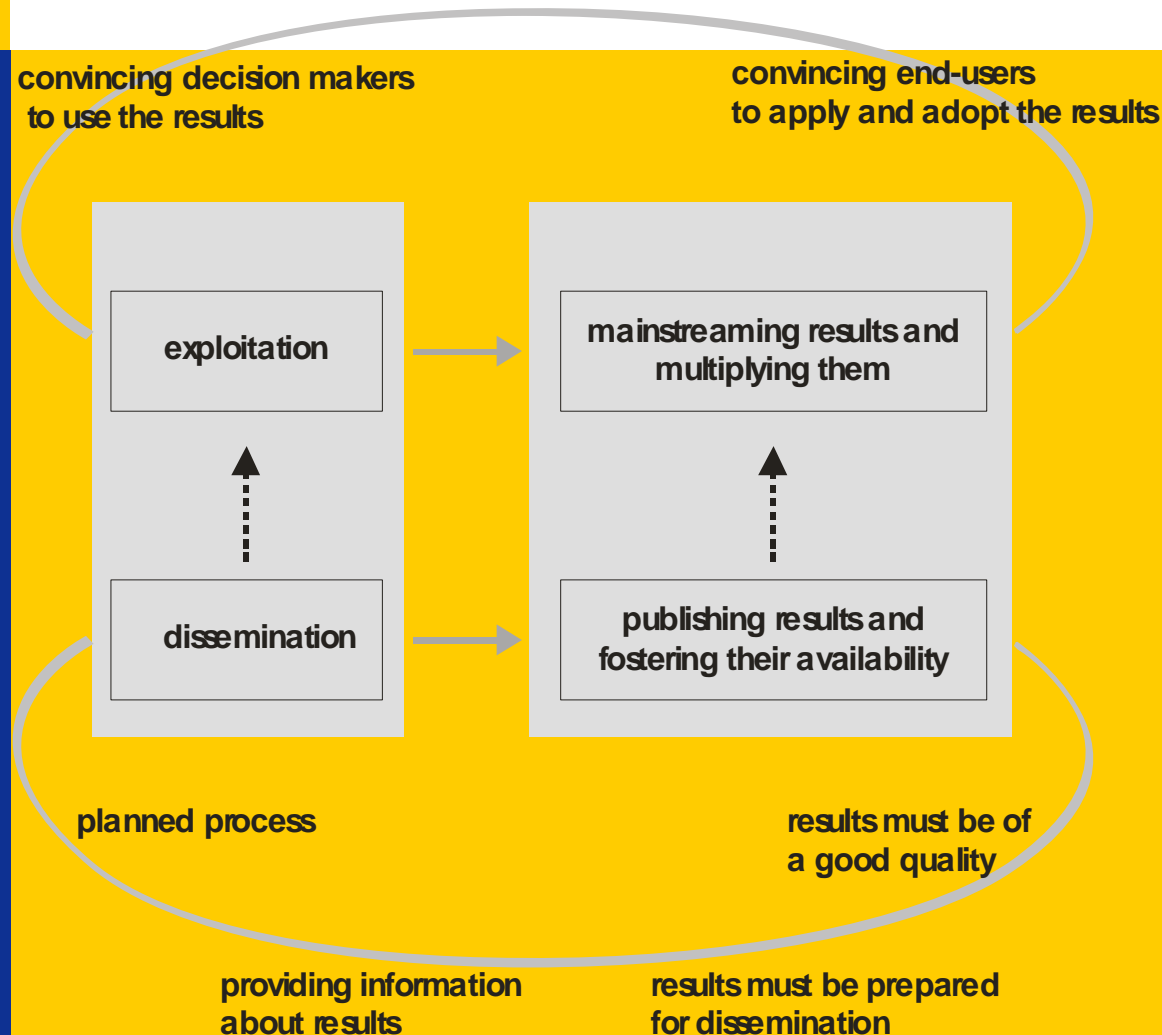 convincing decision makers
to use the results
convincing end-users
to apply and adopt the results
exploitation
mainstreaming results and
multiplying them
dissemination
publishing results and
fostering their availability
planned process
results must be of
a good quality
providing information
about results
results must be prepared
for dissemination